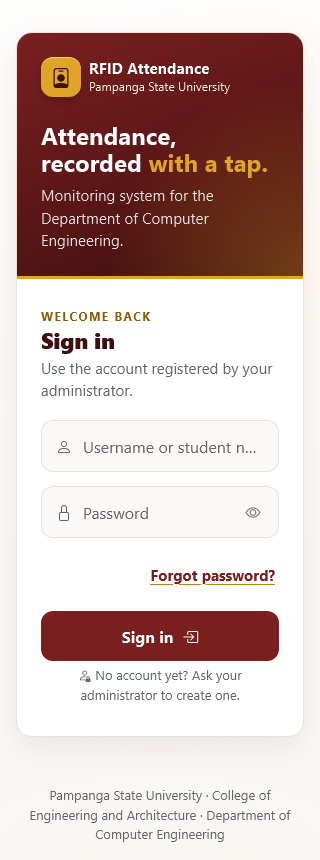 RFID Attendance
Pampanga State University
Attendance,
recorded with a tap.
Monitoring system for the
Department of Computer
Engineering.
WELCOME BACK
Sign in
Use the account registered by your
administrator.
Username or student n...
Password
Forgot password?
Sign in
No account yet? Ask your
administrator to create one.
Pampanga State University · College of
Engineering and Architecture · Department of
Computer Engineering